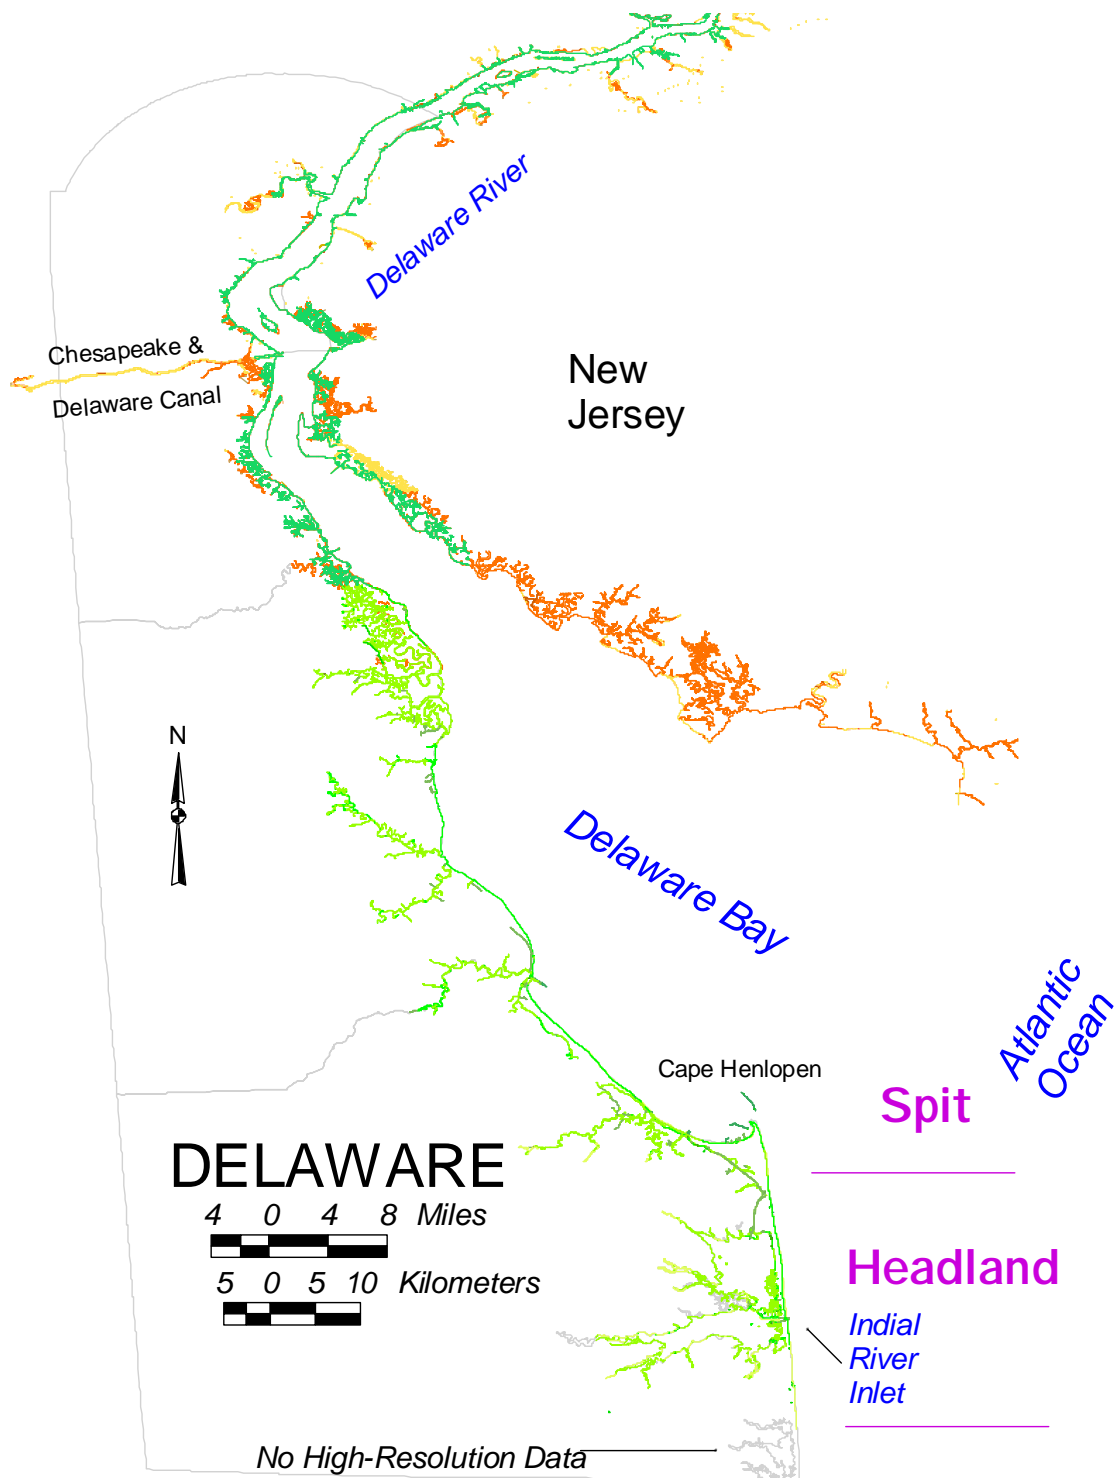 Delaware River
Chesapeake &
Delaware Canal
New
Jersey
N
Delaware Bay
Atlantic
Ocean
Cape Henlopen
Spit
DELAWARE
4 0 4 8 Miles
5 0 5 10 Kilometers
Headland
Indial
River
Inlet
No High-Resolution Data